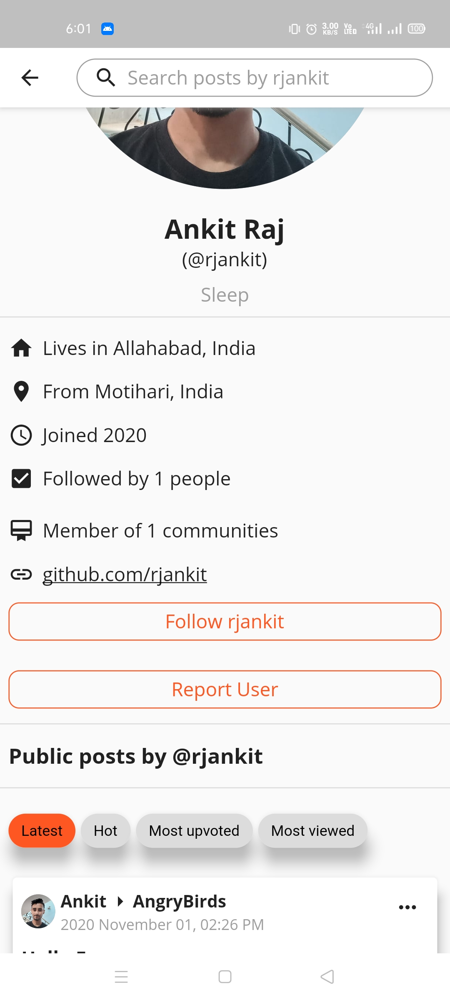 6:01 3.00 KB/S Vo LTED 4G 100
Search posts by rjankit
Ankit Raj
(@rjankit)
Sleep
Lives in Allahabad, India
From Motihari, India
Joined 2020
Followed by 1 people
Member of 1 communities
github.com/rjankit
Follow rjankit
Report User
Public posts by @rjankit
Latest Hot Most upvoted Most viewed
Ankit AngryBirds
2020 November 01, 02:26 PM